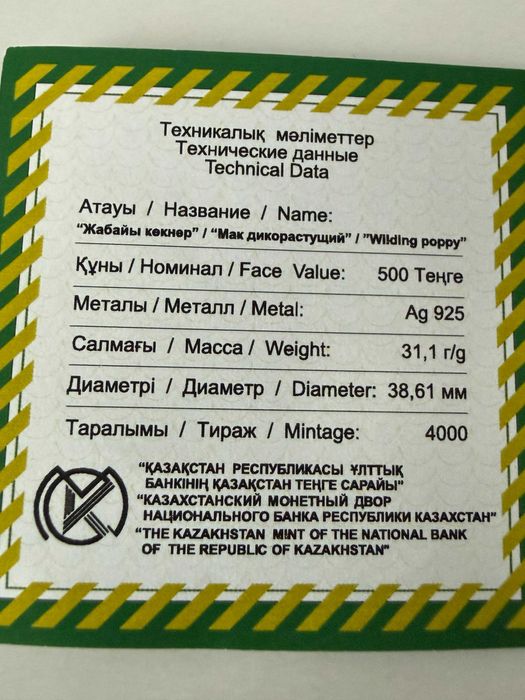 Техникалық мәліметтер
Технические данные
Technical Data
Атауы / Название / Name:
"Жабайы көкнәр" / "Мак дикорастущий" / "Wilding poppy"
Құны / Номинал / Face Value: 500 Теңге
Металы / Металл / Metal: Ag 925
Салмағы / Масса / Weight: 31,1 г/g
Диаметрі / Диаметр / Diameter: 38,61 мм
Таралымы / Тираж / Mintage: 4000
"ҚАЗАҚСТАН РЕСПУБЛИКАСЫ ҰЛТТЫҚ
БАНКІНІҢ ҚАЗАҚСТАН ТЕҢГЕ САРАЙЫ"
"КАЗАХСТАНСКИЙ МОНЕТНЫЙ ДВОР
НАЦИОНАЛЬНОГО БАНКА РЕСПУБЛИКИ КАЗАХСТАН"
"THE KAZAKHSTAN MINT OF THE NATIONAL BANK
OF THE REPUBLIC OF KAZAKHSTAN"